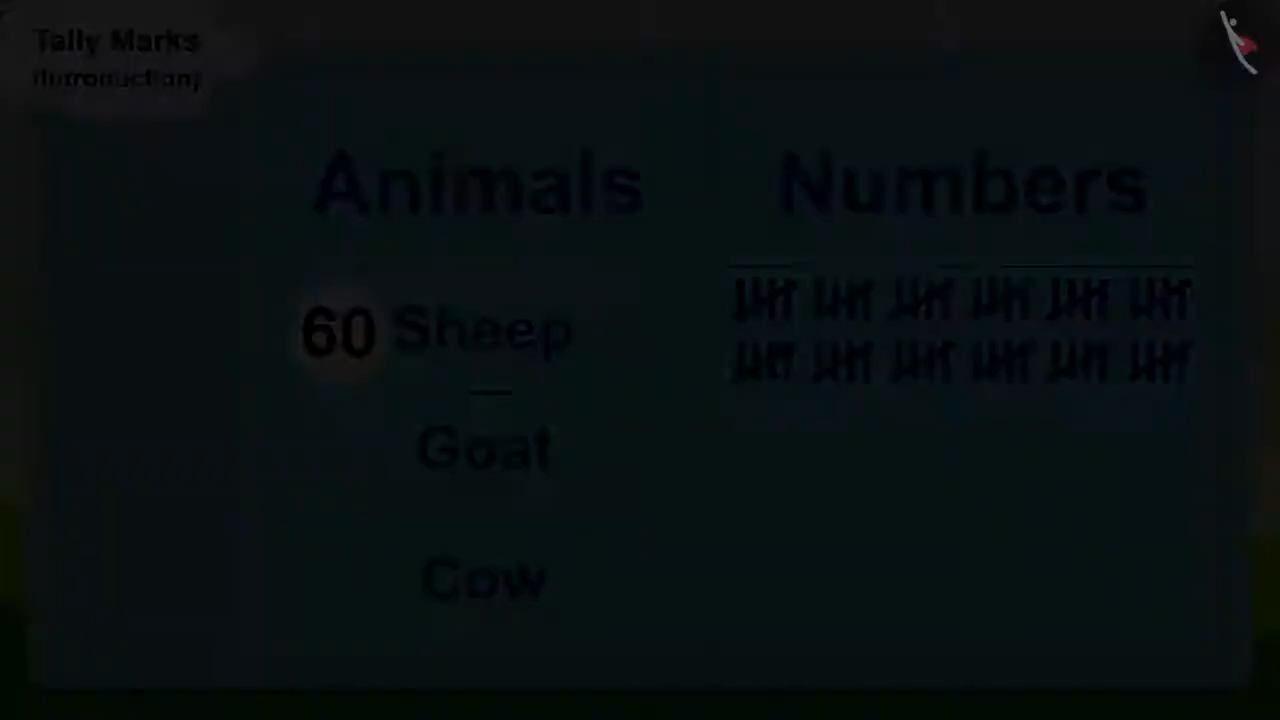 Tally Marks
(Introduction)
Animals Numbers
60 Sheep
Goat
Cow